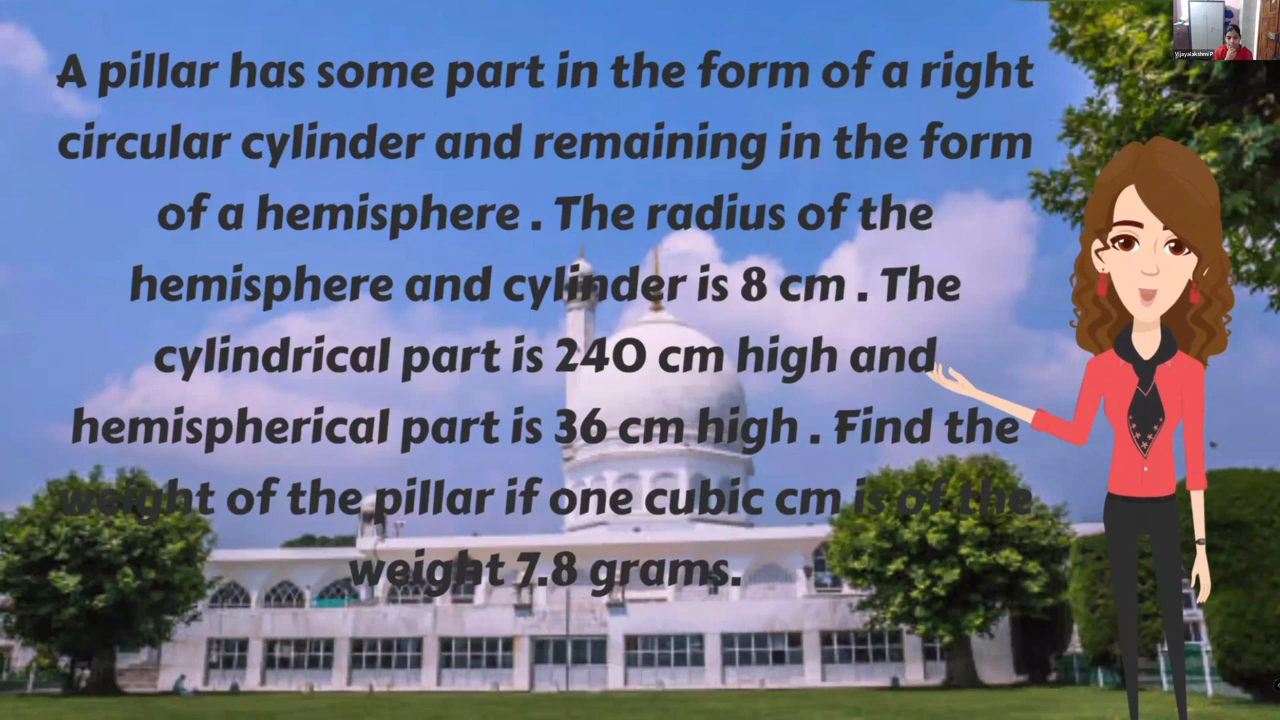 A pillar has some part in the form of a right
circular cylinder and remaining in the form
of a hemisphere . The radius of the
hemisphere and cylinder is 8 cm . The
cylindrical part is 240 cm high and
hemispherical part is 36 cm high . Find the
weight of the pillar if one cubic cm is of the
weight 7.8 grams.
Vijayalakshmi P